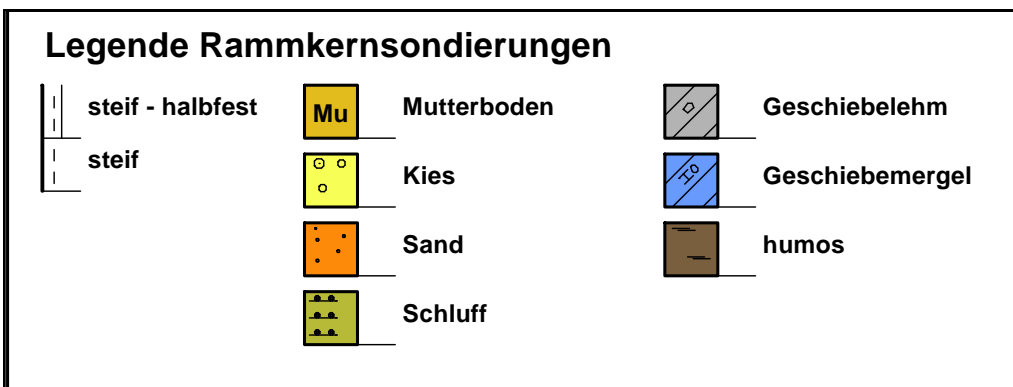 Legende Rammkernsondierungen
steif - halbfest
steif
Mu Mutterboden
Kies
Sand
Schluff
Geschiebelehm
Geschiebemergel
humos